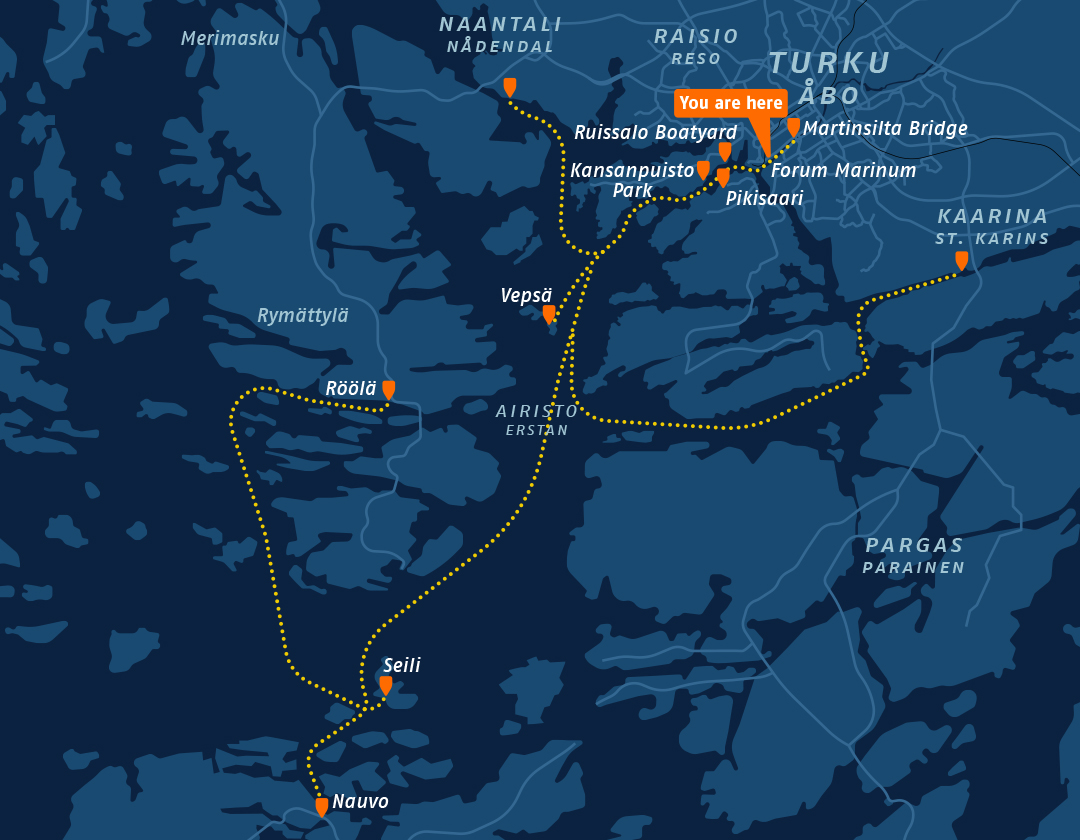 NAANTALI
NÅDENDAL
Merimasku
RAISIO
RESO
TURKU
ÅBO
You are here
Ruissalo Boatyard
Martinsilta Bridge
Kansanpuisto
Park
Forum Marinum
Pikisaari
KAARINA
ST. KARINS
Vepsä
Rymättylä
Röölä
AIRISTO
ERSTAN
PARGAS
PARAINEN
Seili
Nauvo